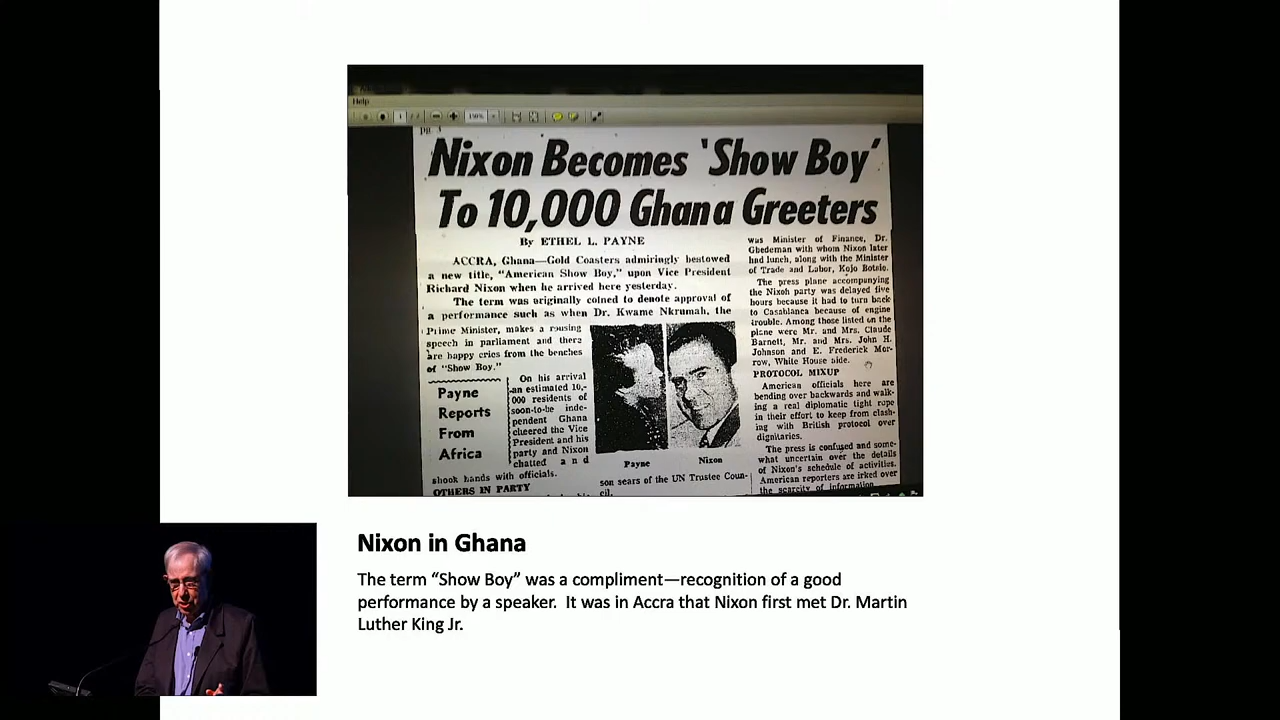 Help
150%
pg. 3
Nixon Becomes 'Show Boy'
To 10,000 Ghana Greeters
By ETHEL L. PAYNE
ACCRA, Ghana—Gold Coasters admiringly bestowed
a new title, "American Show Boy," upon Vice President
Richard Nixon when he arrived here yesterday.
The term was originally coined to denote approval of
a performance such as when Dr. Kwame Nkrumah, the
Prime Minister, makes a rousing
speech in parliament and there
are happy cries from the benches
of "Show Boy."
Payne
Reports
From
Africa
On his arrival
an estimated 10,-
000 residents of
soon-to-be inde-
pendent Ghana
cheered the Vice
President and his
party and Nixon
chatted and
shook hands with officials.
OTHERS IN PARTY
Payne
Nixon
son sears of the UN Trustee Coun-
cil.
was Minister of Finance, Dr.
Gbedeman with whom Nixon later
had lunch, along with the Minister
of Trade and Labor, Kojo Botsio.
The press plane accompanying
the Nixon party was delayed five
hours because it had to turn back
to Casablanca because of engine
trouble. Among those listed on the
plane were Mr. and Mrs. Claude
Barnett, Mr. and Mrs. John H.
Johnson and E. Frederick Mor-
row, White House aide.
PROTOCOL MIXUP
American officials here are
bending over backwards and walk-
ing a real diplomatic tight rope
in their effort to keep from clash-
ing with British protocol over
dignitaries.
The press is confused and some-
what uncertain over the details
of Nixon's schedule of activities.
American reporters are irked over
the scarcity of information
Nixon in Ghana
The term “Show Boy” was a compliment—recognition of a good
performance by a speaker. It was in Accra that Nixon first met Dr. Martin
Luther King Jr.